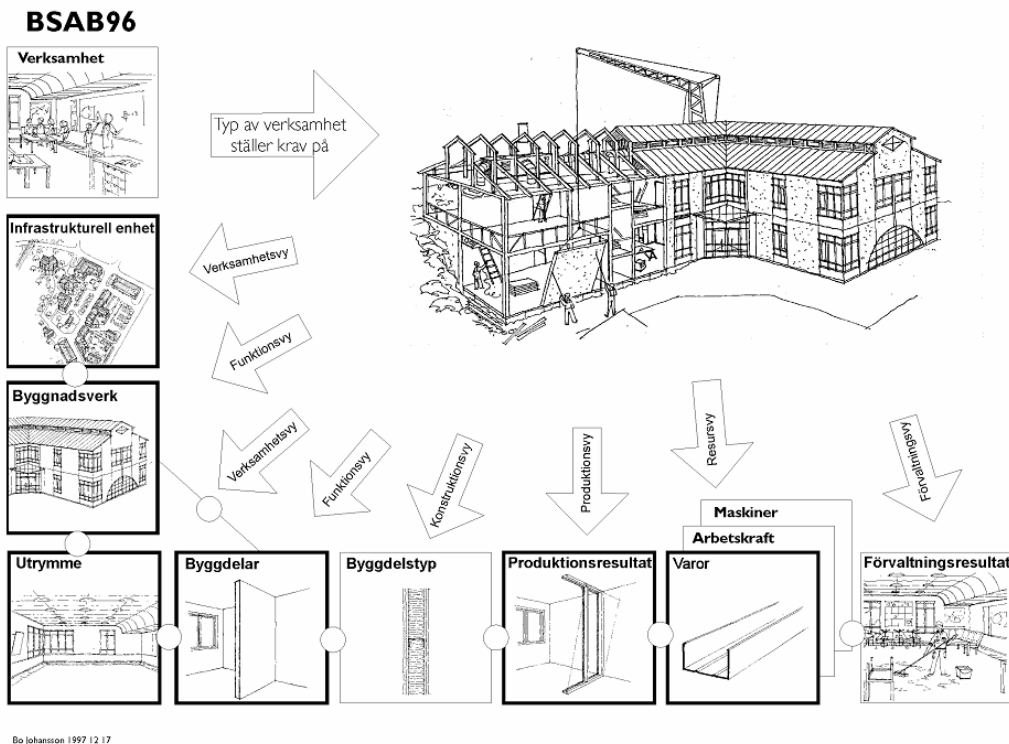 BSAB96
Verksamhet
Typ av verksamhet
ställer krav på
Infrastrukturell enhet
Verksamhetsvy
Funktionsvy
Byggnadsverk
Verksamhetsvy
Funktionsvy
Konstruktionsvy
Produktionsvy
Resursvy
Förvaltningsvy
Maskiner
Arbetskraft
Utrymme
Byggdelar
Byggdelstyp
Produktionsresultat
Varor
Förvaltningsresultat
Bo Johansson 1997 12 17